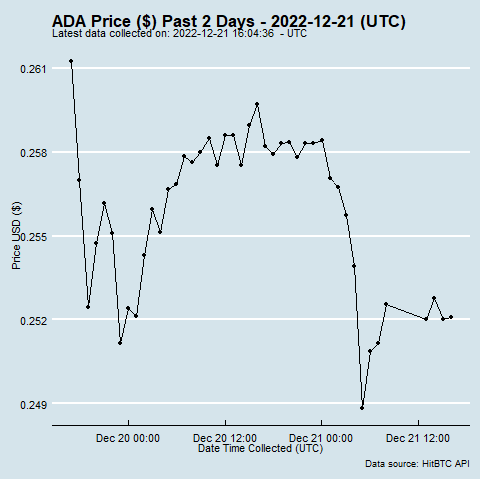 ADA Price ($) Past 2 Days - 2022-12-21 (UTC)
Latest data collected on: 2022-12-21 16:04:36  - UTC
0.261
0.258
0.255
0.252
0.249
Price USD ($)
Dec 20 00:00
Dec 20 12:00
Dec 21 00:00
Dec 21 12:00
Date Time Collected (UTC)
Data source: HitBTC API